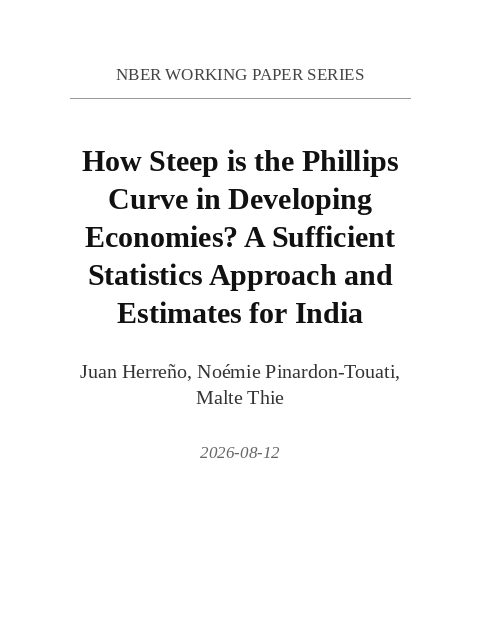 NBER WORKING PAPER SERIES
How Steep is the Phillips
Curve in Developing
Economies? A Sufficient
Statistics Approach and
Estimates for India
Juan Herreño, Noémie Pinardon-Touati,
Malte Thie
2026-08-12